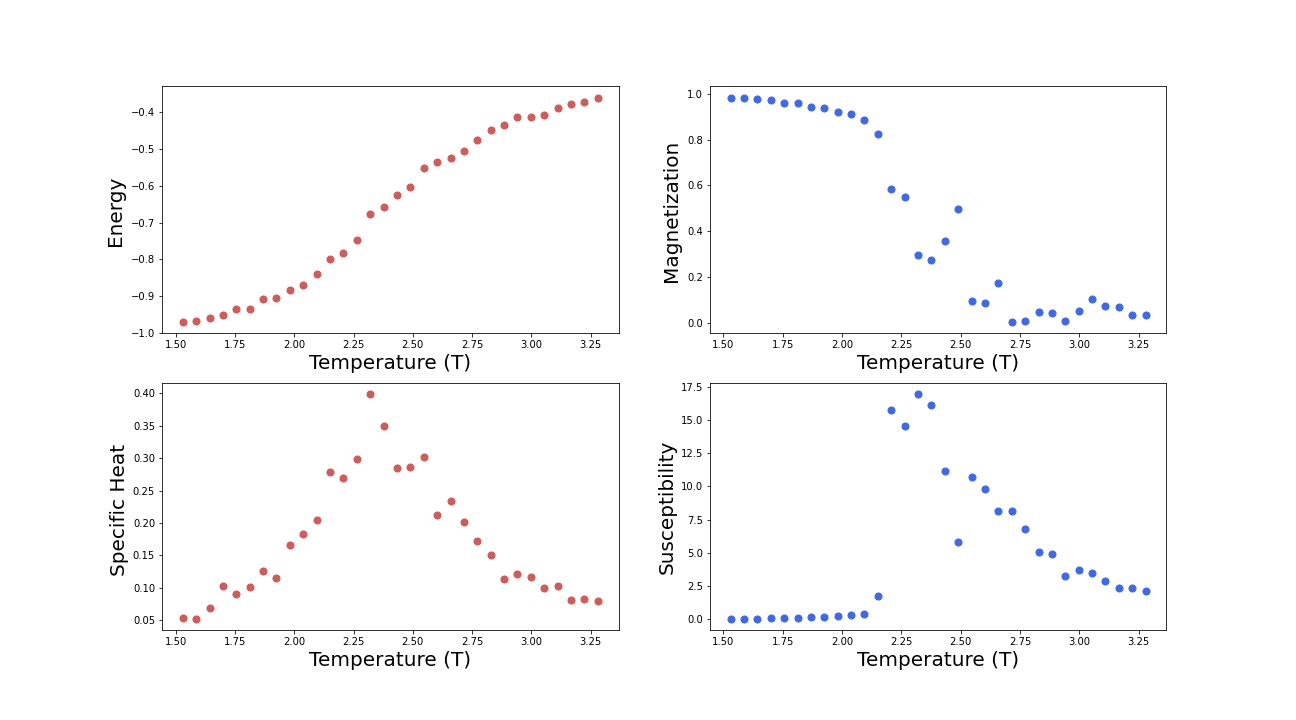 Energy
−0.4
−0.5
−0.6
−0.7
−0.8
−0.9
−1.0
1.50 1.75 2.00 2.25 2.50 2.75 3.00 3.25
Temperature (T)
Magnetization
1.0
0.8
0.6
0.4
0.2
0.0
1.50 1.75 2.00 2.25 2.50 2.75 3.00 3.25
Temperature (T)
Specific Heat
0.40
0.35
0.30
0.25
0.20
0.15
0.10
0.05
1.50 1.75 2.00 2.25 2.50 2.75 3.00 3.25
Temperature (T)
Susceptibility
17.5
15.0
12.5
10.0
7.5
5.0
2.5
0.0
1.50 1.75 2.00 2.25 2.50 2.75 3.00 3.25
Temperature (T)